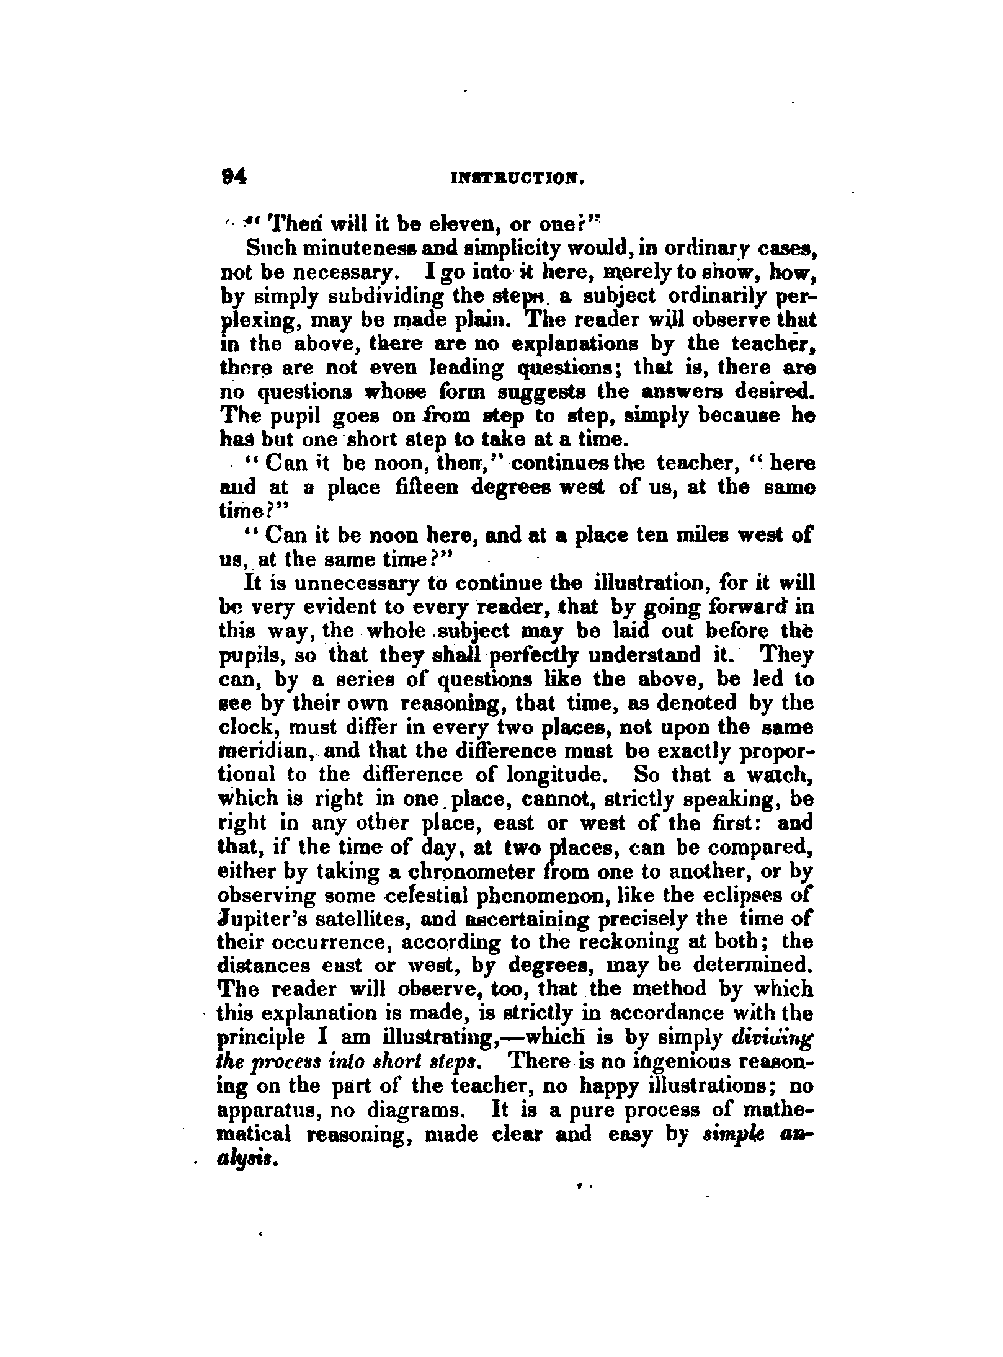 94 INSTRUCTION.
"Then will it be eleven, or one?"
Such minuteness and simplicity would, in ordinary cases,
not be necessary. I go into it here, merely to show, how,
by simply subdividing the steps, a subject ordinarily per-
plexing, may be made plain. The reader will observe that
in the above, there are no explanations by the teacher,
there are not even leading questions; that is, there are
no questions whose form suggests the answers desired.
The pupil goes on from step to step, simply because he
has but one short step to take at a time.
"Can it be noon, then," continues the teacher, "here
and at a place fifteen degrees west of us, at the same
time?"
"Can it be noon here, and at a place ten miles west of
us, at the same time?"
It is unnecessary to continue the illustration, for it will
be very evident to every reader, that by going forward in
this way, the whole subject may be laid out before the
pupils, so that they shall perfectly understand it. They
can, by a series of questions like the above, be led to
see by their own reasoning, that time, as denoted by the
clock, must differ in every two places, not upon the same
meridian, and that the difference must be exactly propor-
tional to the difference of longitude. So that a watch,
which is right in one place, cannot, strictly speaking, be
right in any other place, east or west of the first: and
that, if the time of day, at two places, can be compared,
either by taking a chronometer from one to another, or by
observing some celestial phenomenon, like the eclipses of
Jupiter's satellites, and ascertaining precisely the time of
their occurrence, according to the reckoning at both; the
distances east or west, by degrees, may be determined.
The reader will observe, too, that the method by which
this explanation is made, is strictly in accordance with the
principle I am illustrating,—which is by simply dividing
the process into short steps. There is no ingenious reason-
ing on the part of the teacher, no happy illustrations; no
apparatus, no diagrams. It is a pure process of mathe-
matical reasoning, made clear and easy by simple an-
alysis.